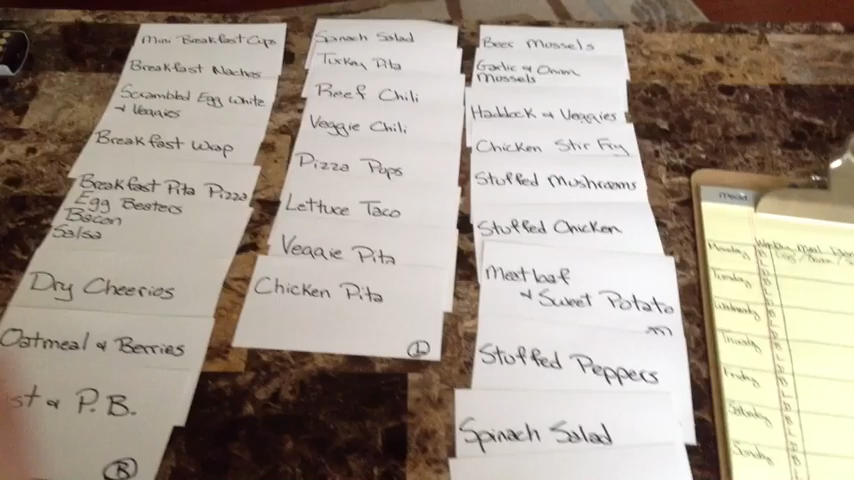 Mini Breakfast Cups
Breakfast Nachos
Scrambled Egg White
& Veggies
Breakfast Wrap
Breakfast Pita Pizza
Egg Beaters
Bacon
Salsa
Dry Cheeries
Oatmeal & Berries
& P.B.
B
Spinach Salad
Turkey Pita
Beef Chili
Veggie Chili
Pizza Pops
Lettuce Taco
Veggie Pita
Chicken Pita
L
Beer Mussels
Garlic & Onion
Mussels
Haddock & Veggies
Chicken Stir Fry
Stuffed Mushrooms
Stuffed Chicken
Meatloaf
& Sweet Potato
Stuffed Peppers
Spinach Salad
Mead
Meal
Monday
Tuesday
Wednesday
Thursday
Friday
Saturday
Sunday